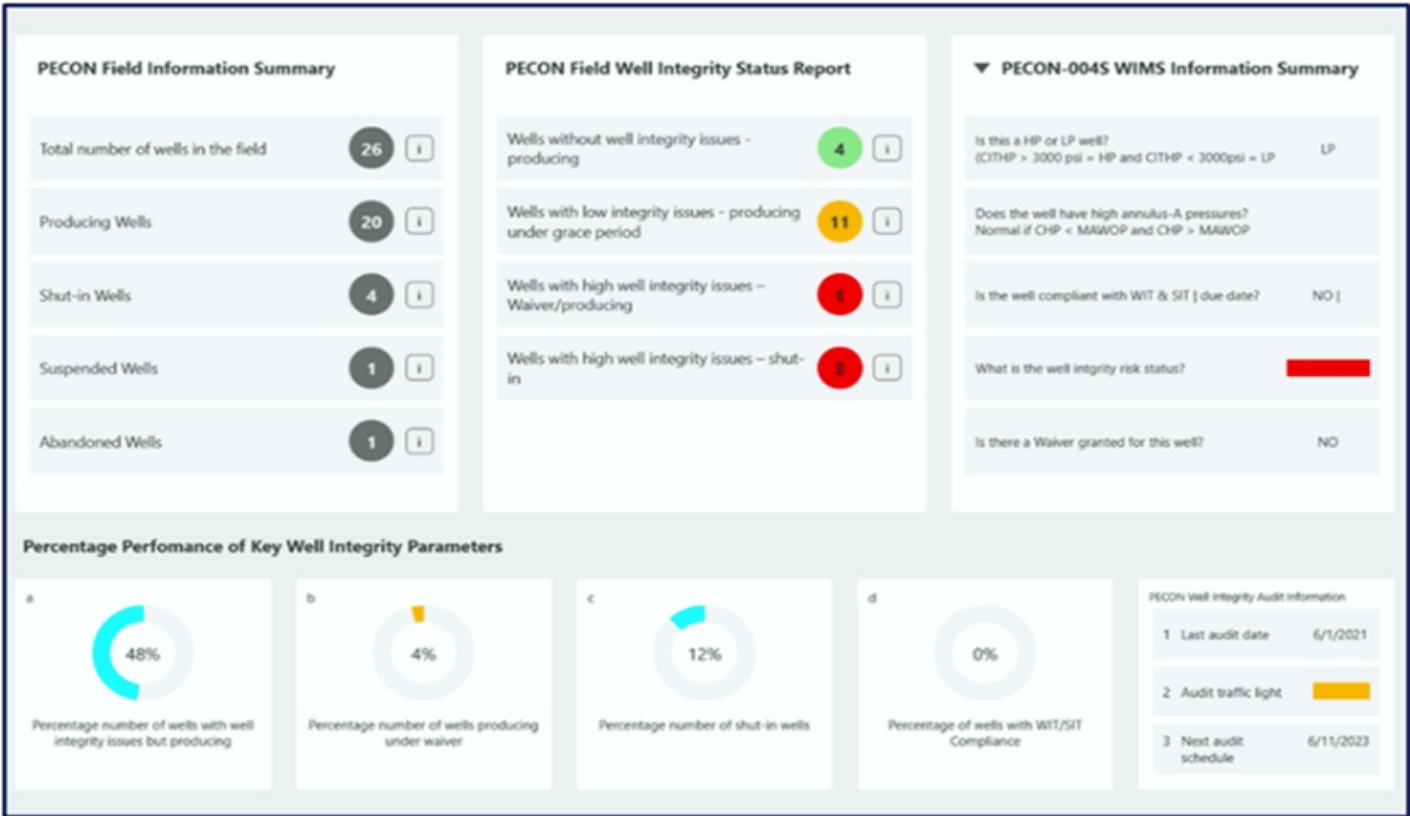 PECON Field Information Summary
Total number of wells in the field 26 i
Producing Wells 20 i
Shut-in Wells 4 i
Suspended Wells 1 i
Abandoned Wells 1 i
PECON Field Well Integrity Status Report
Wells without well integrity issues -
producing
4 i
Wells with low integrity issues - producing
under grace period
11 i
Wells with high well integrity issues –
Waiver/producing
1 i
Wells with high well integrity issues – shut-
in
3 i
PECON-004S WIMS Information Summary
Is this a HP or LP well?
(CITHP > 3000 psi = HP and CITHP < 3000psi = LP
LP
Does the well have high annulus-A pressures?
Normal if CHP < MAWOP and CHP > MAWOP
Is the well compliant with WIT & SIT | due date? NO |
What is the well intgrity risk status?
Is there a Waiver granted for this well? NO
Percentage Perfomance of Key Well Integrity Parameters
a
48%
Percentage number of wells with well
integrity issues but producing
b
4%
Percentage number of wells producing
under waiver
c
12%
Percentage number of shut-in wells
d
0%
Percentage of wells with WIT/SIT
Compliance
PECON Well Integrity Audit Information
1 Last audit date 6/1/2021
2 Audit traffic light
3 Next audit
schedule
6/11/2023